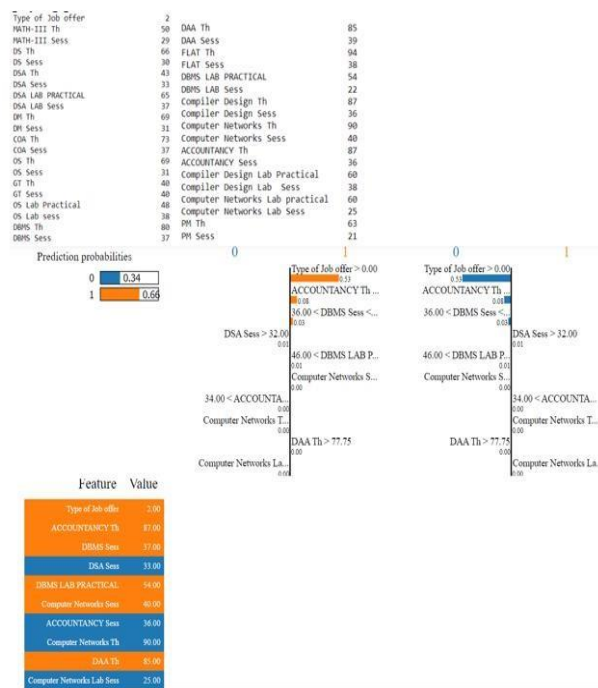 Type of Job offer 2
MATH-III Th 50
MATH-III Sess 29
DS Th 66
DS Sess 30
DSA Th 43
DSA Sess 33
DSA LAB PRACTICAL 65
DSA LAB Sess 37
DM Th 69
DM Sess 31
COA Th 73
COA Sess 37
OS Th 69
OS Sess 31
GT Th 40
GT Sess 40
OS Lab Practical 48
OS Lab sess 38
DBMS Th 80
DBMS Sess 37
DAA Th 85
DAA Sess 39
FLAT Th 94
FLAT Sess 38
DBMS LAB PRACTICAL 54
DBMS LAB Sess 22
Compiler Design Th 87
Compiler Design Sess 36
Computer Networks Th 90
Computer Networks Sess 40
ACCOUNTANCY Th 87
ACCOUNTANCY Sess 36
Compiler Design Lab Practical 60
Compiler Design Lab Sess 38
Computer Networks Lab practical 60
Computer Networks Lab Sess 25
PM Th 63
PM Sess 21
Prediction probabilities
0 0.34
1 0.66
0 1
Type of Job offer > 0.00
0.53
ACCOUNTANCY Th ...
0.08
36.00 < DBMS Sess <...
0.03
DSA Sess > 32.00
0.01
46.00 < DBMS LAB P...
0.01
Computer Networks S...
0.00
34.00 < ACCOUNTA...
0.00
Computer Networks T...
0.00
DAA Th > 77.75
0.00
Computer Networks La...
0.00
0 1
Type of Job offer > 0.00
0.53
ACCOUNTANCY Th ...
0.08
36.00 < DBMS Sess <...
0.03
DSA Sess > 32.00
0.01
46.00 < DBMS LAB P...
0.01
Computer Networks S...
0.00
34.00 < ACCOUNTA...
0.00
Computer Networks T...
0.00
DAA Th > 77.75
0.00
Computer Networks La.
0.00
Feature Value
Type of Job offer 2.00
ACCOUNTANCY Th 87.00
DBMS Sess 37.00
DSA Sess 33.00
DBMS LAB PRACTICAL 54.00
Computer Networks Sess 40.00
ACCOUNTANCY Sess 36.00
Computer Networks Th 90.00
DAA Th 85.00
Computer Networks Lab Sess 25.00